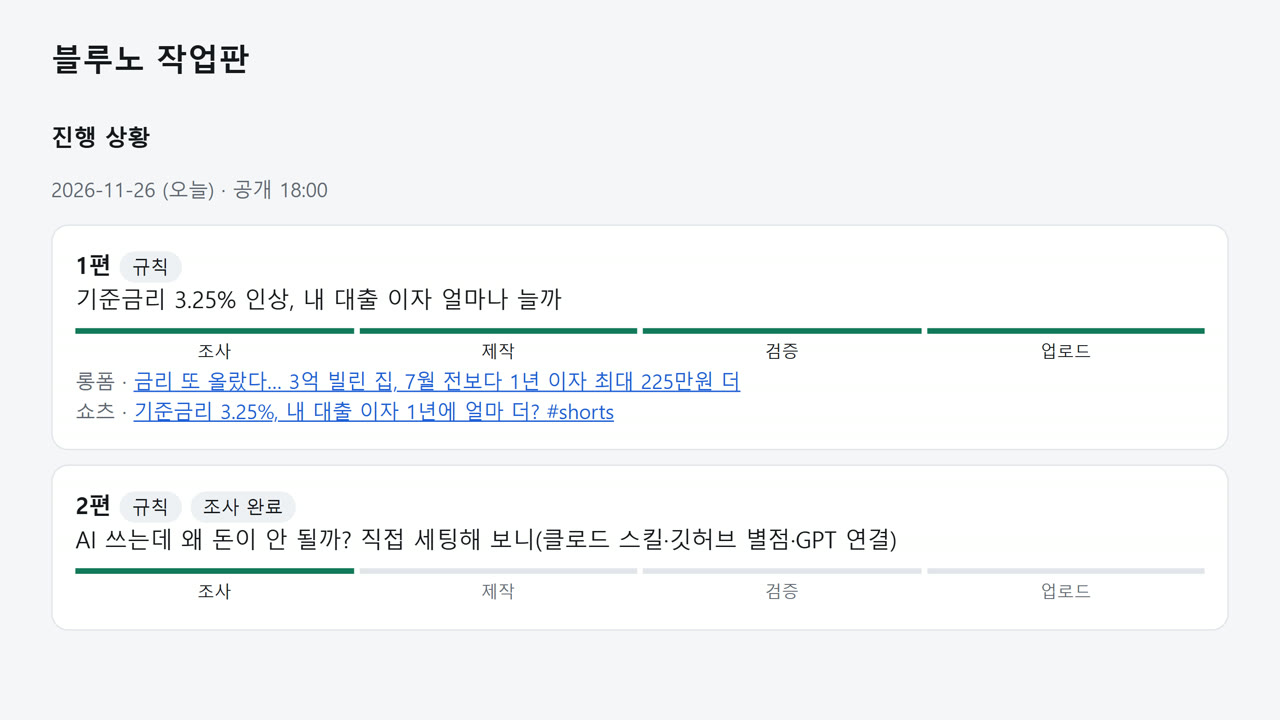 블루노 작업판
진행 상황
2026-11-26 (오늘) · 공개 18:00
1편 규칙
기준금리 3.25% 인상, 내 대출 이자 얼마나 늘까
조사 제작 검증 업로드
롱폼 · 금리 또 올랐다... 3억 빌린 집, 7월 전보다 1년 이자 최대 225만원 더
쇼츠 · 기준금리 3.25%, 내 대출 이자 1년에 얼마 더? #shorts
2편 규칙 조사 완료
AI 쓰는데 왜 돈이 안 될까? 직접 세팅해 보니(클로드 스킬·깃허브 별점·GPT 연결)
조사 제작 검증 업로드